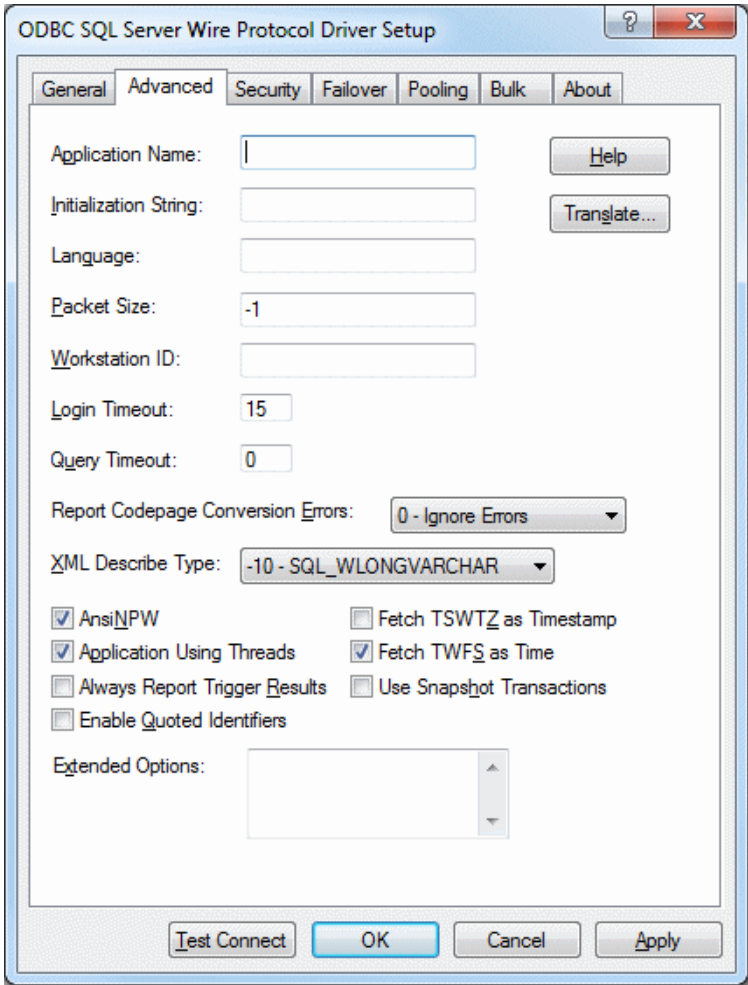 ODBC SQL Server Wire Protocol Driver Setup
?
General Advanced Security Failover Pooling Bulk About
Application Name: Help
Initialization String: Translate...
Language:
Packet Size: -1
Workstation ID:
Login Timeout: 15
Query Timeout: 0
Report Codepage Conversion Errors: 0 - Ignore Errors
XML Describe Type: -10 - SQL_WLONGVARCHAR
AnsiNPW Fetch TSWTZ as Timestamp
Application Using Threads Fetch TWFS as Time
Always Report Trigger Results Use Snapshot Transactions
Enable Quoted Identifiers
Extended Options:
Test Connect OK Cancel Apply